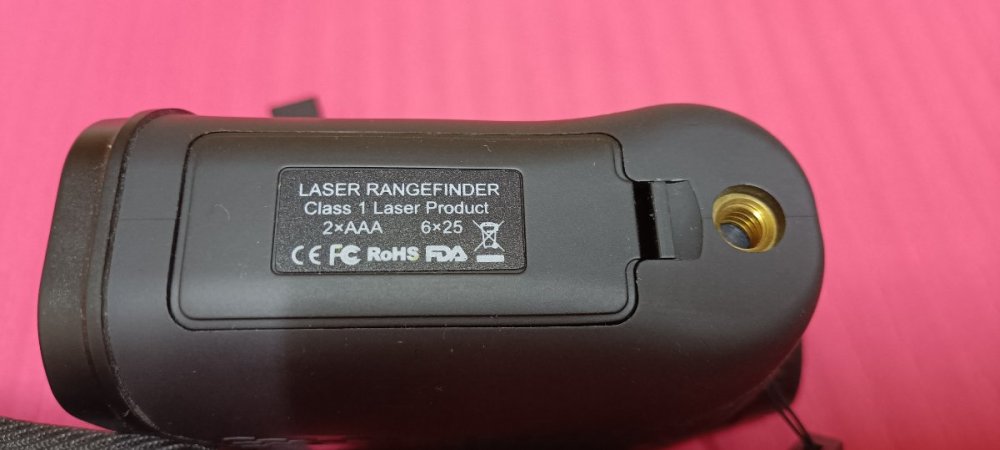 LASER RANGEFINDER
Class 1 Laser Product
2×AAA 6×25
CE FC RoHS FDA